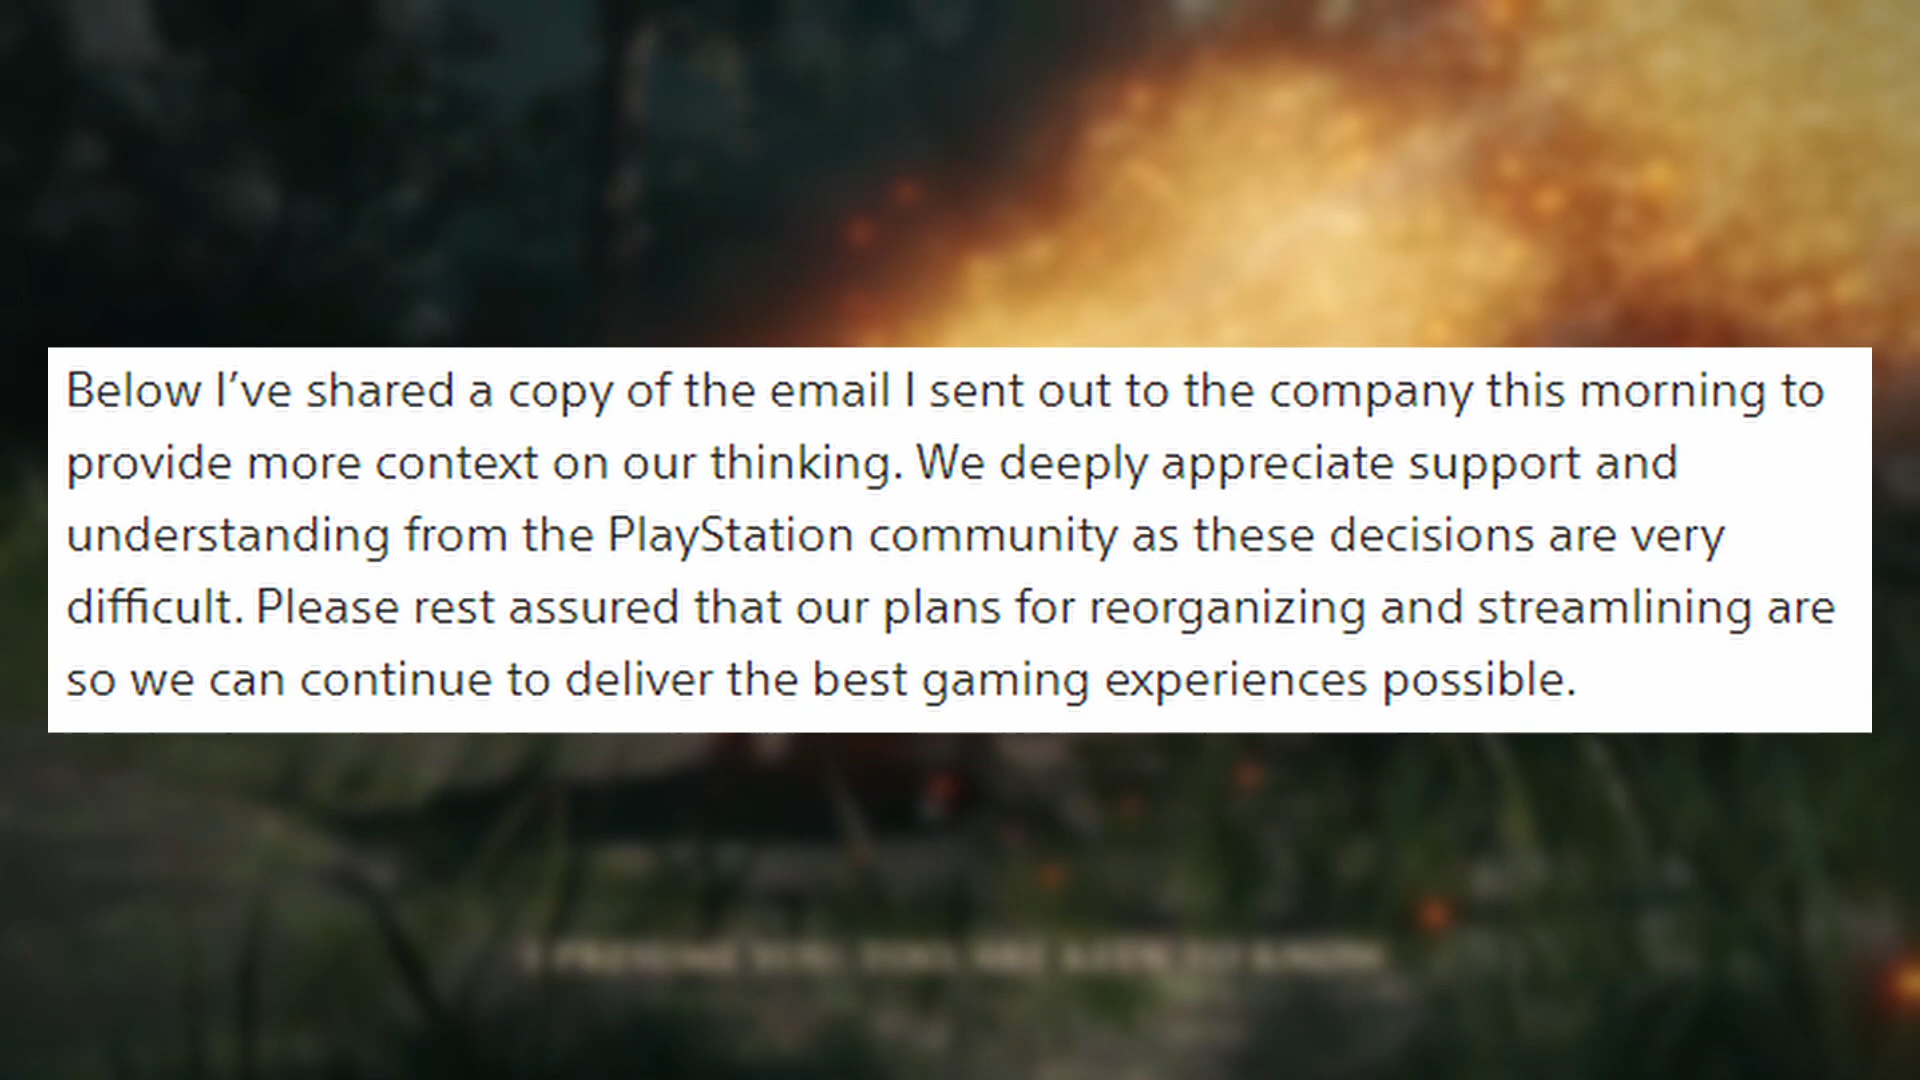 Below I’ve shared a copy of the email I sent out to the company this morning to
provide more context on our thinking. We deeply appreciate support and
understanding from the PlayStation community as these decisions are very
difficult. Please rest assured that our plans for reorganizing and streamlining are
so we can continue to deliver the best gaming experiences possible.